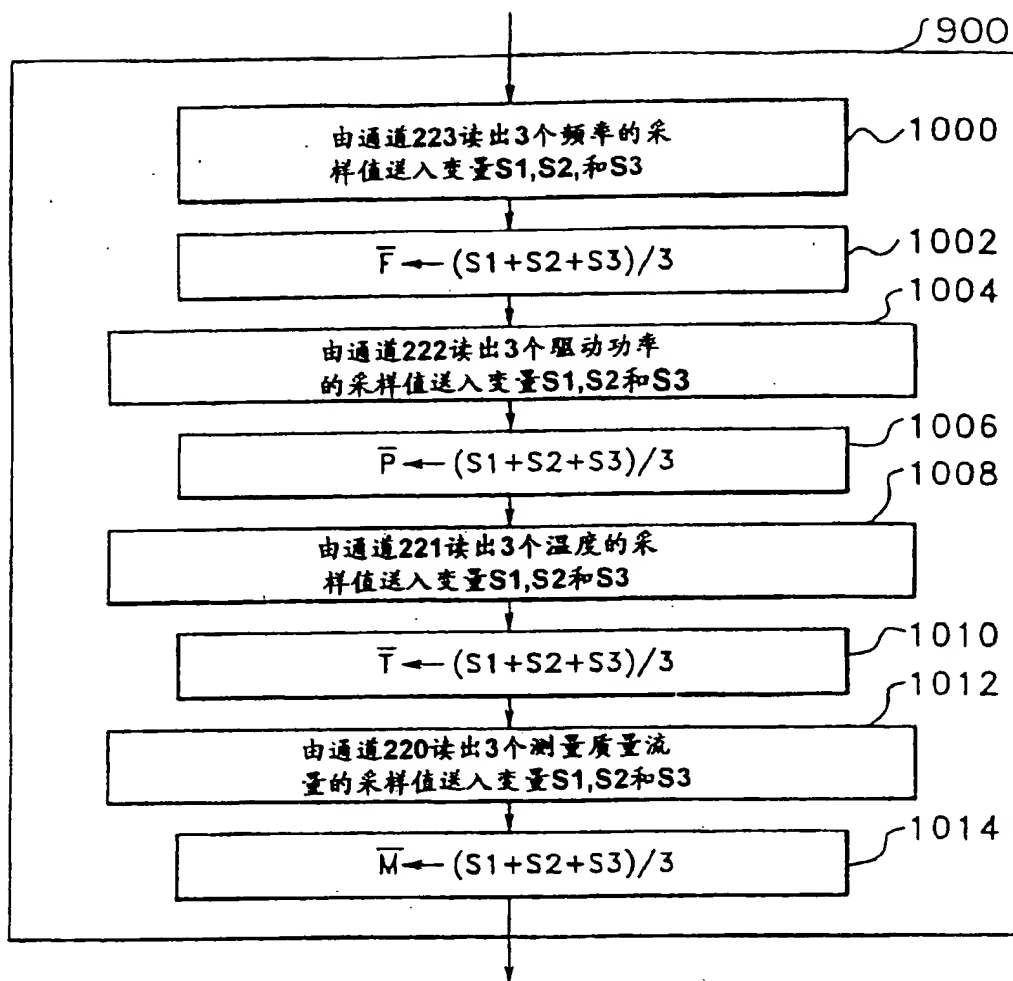 900
由通道223读出3个频率的采
样值送入变量S1,S2,和S3
1000
F̅←(S1+S2+S3)/3
1002
1004
由通道222读出3个驱动功率
的采样值送入变量S1,S2和S3
P̅←(S1+S2+S3)/3
1006
1008
由通道221读出3个温度的采
样值送入变量S1,S2和S3
T̅←(S1+S2+S3)/3
1010
1012
由通道220读出3个测量质量流
量的采样值送入变量S1,S2和S3
M̅←(S1+S2+S3)/3
1014